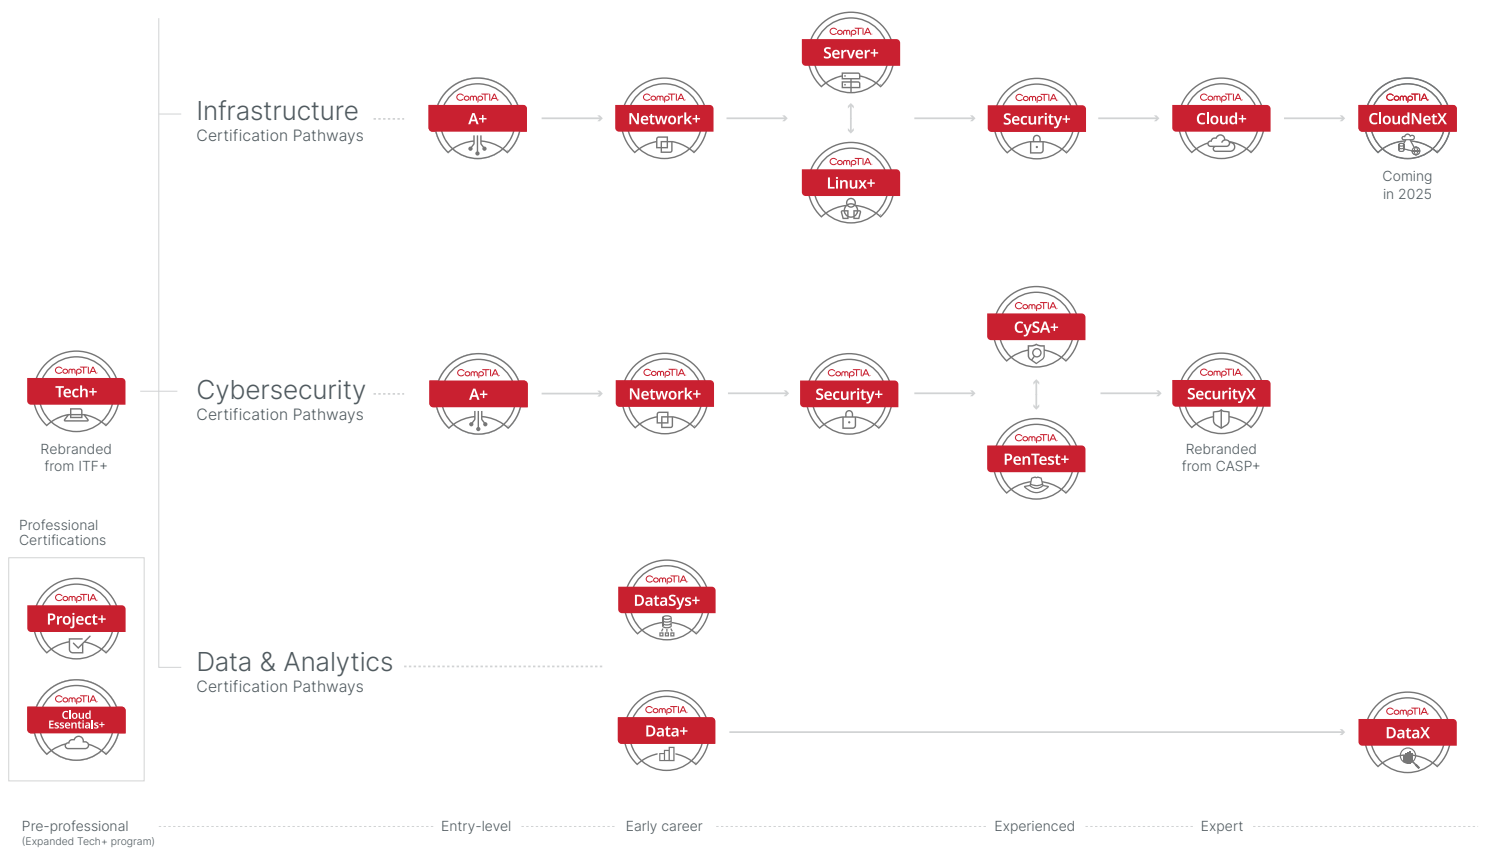 Infrastructure
Certification Pathways
CompTIA
A+
CompTIA
Network+
CompTIA
Server+
CompTIA
Linux+
CompTIA
Security+
CompTIA
Cloud+
CompTIA
CloudNetX
Coming
in 2025
CompTIA
Tech+
Rebranded
from ITF+
Cybersecurity
Certification Pathways
CompTIA
A+
CompTIA
Network+
CompTIA
Security+
CompTIA
CySA+
CompTIA
PenTest+
CompTIA
SecurityX
Rebranded
from CASP+
Professional
Certifications
CompTIA
Project+
CompTIA
Cloud
Essentials+
Data & Analytics
Certification Pathways
CompTIA
DataSys+
CompTIA
Data+
CompTIA
DataX
Pre-professional
(Expanded Tech+ program)
Entry-level
Early career
Experienced
Expert